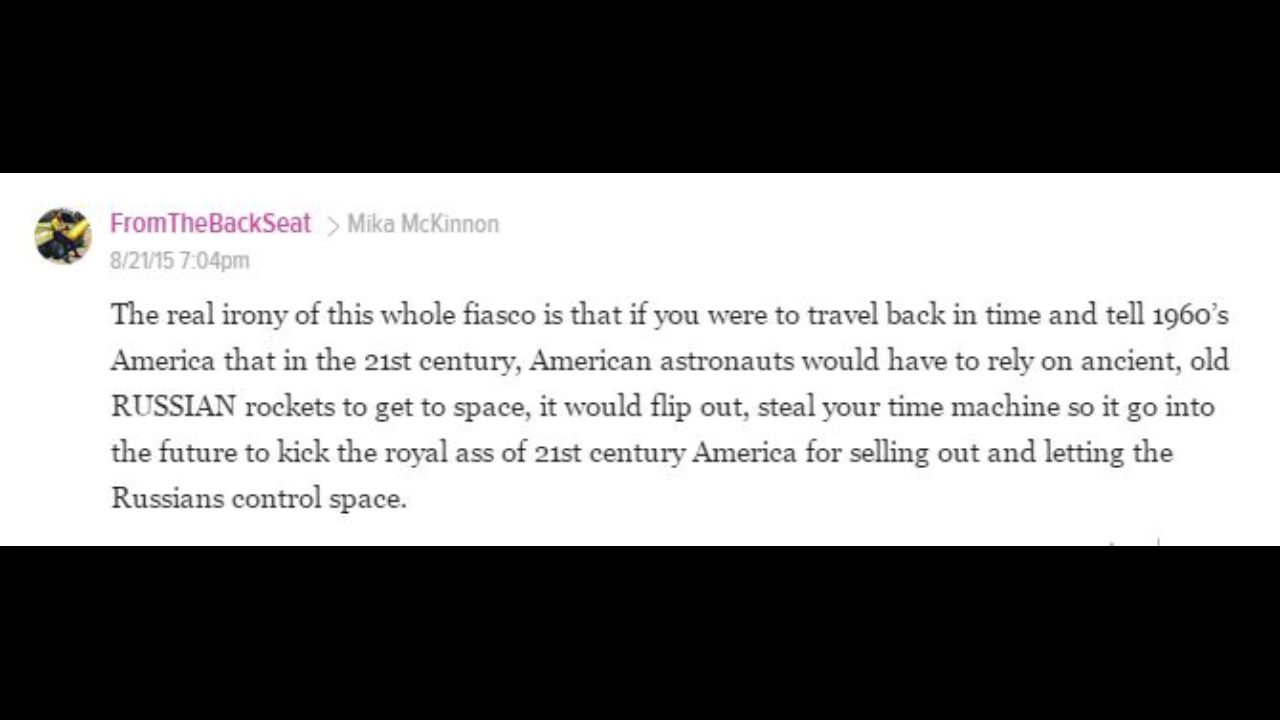 FromTheBackSeat > Mika McKinnon
8/21/15 7:04pm
The real irony of this whole fiasco is that if you were to travel back in time and tell 1960’s
America that in the 21st century, American astronauts would have to rely on ancient, old
RUSSIAN rockets to get to space, it would flip out, steal your time machine so it go into
the future to kick the royal ass of 21st century America for selling out and letting the
Russians control space.